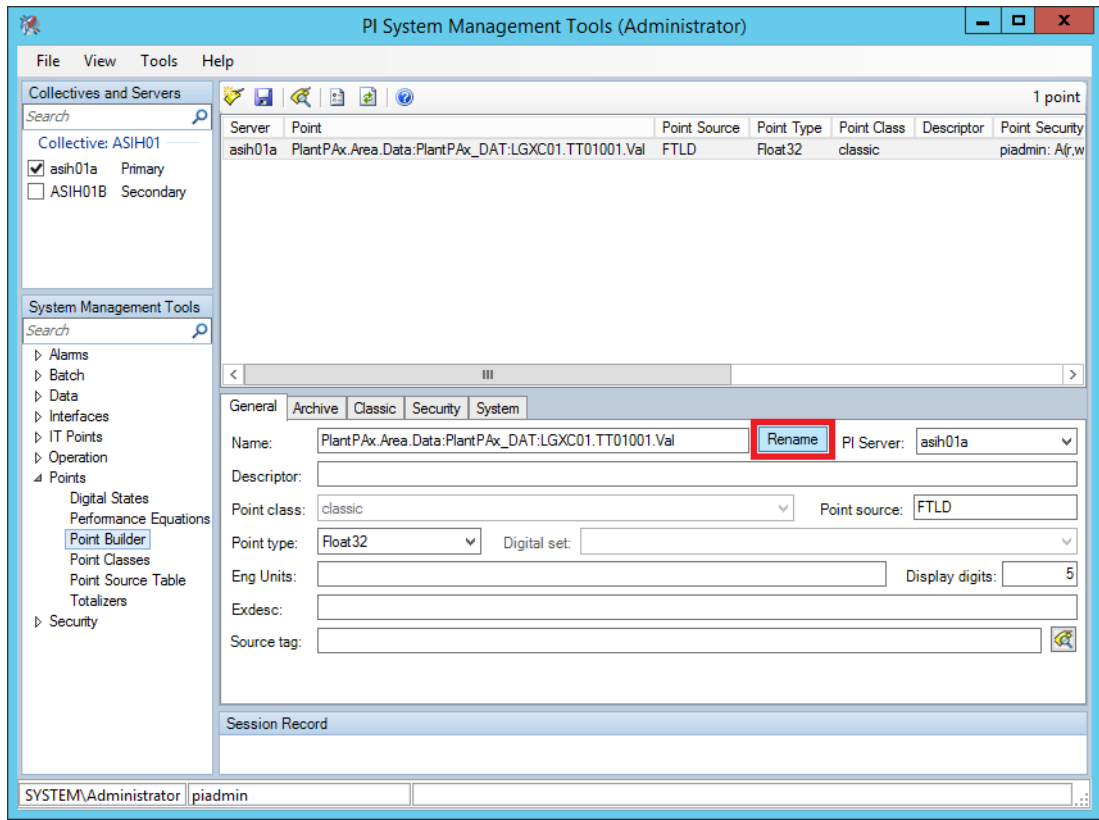 PI System Management Tools (Administrator)
File View Tools Help
Collectives and Servers
Search
Collective: ASIH01
asih01a Primary
ASIH01B Secondary
System Management Tools
Search
Alarms
Batch
Data
Interfaces
IT Points
Operation
Points
Digital States
Performance Equations
Point Builder
Point Classes
Point Source Table
Totalizers
Security
1 point
Server Point Point Source Point Type Point Class Descriptor Point Security
asih01a PlantPAx.Area.Data:PlantPAx_DAT:LGXC01.TT01001.Val FTLD Float32 classic piadmin: A(r,w
General Archive Classic Security System
Name: PlantPAx.Area.Data:PlantPAx_DAT:LGXC01.TT01001.Val Rename PI Server: asih01a
Descriptor:
Point class: classic Point source: FTLD
Point type: Float32 Digital set:
Eng Units: Display digits: 5
Exdesc:
Source tag:
Session Record
SYSTEM\Administrator piadmin